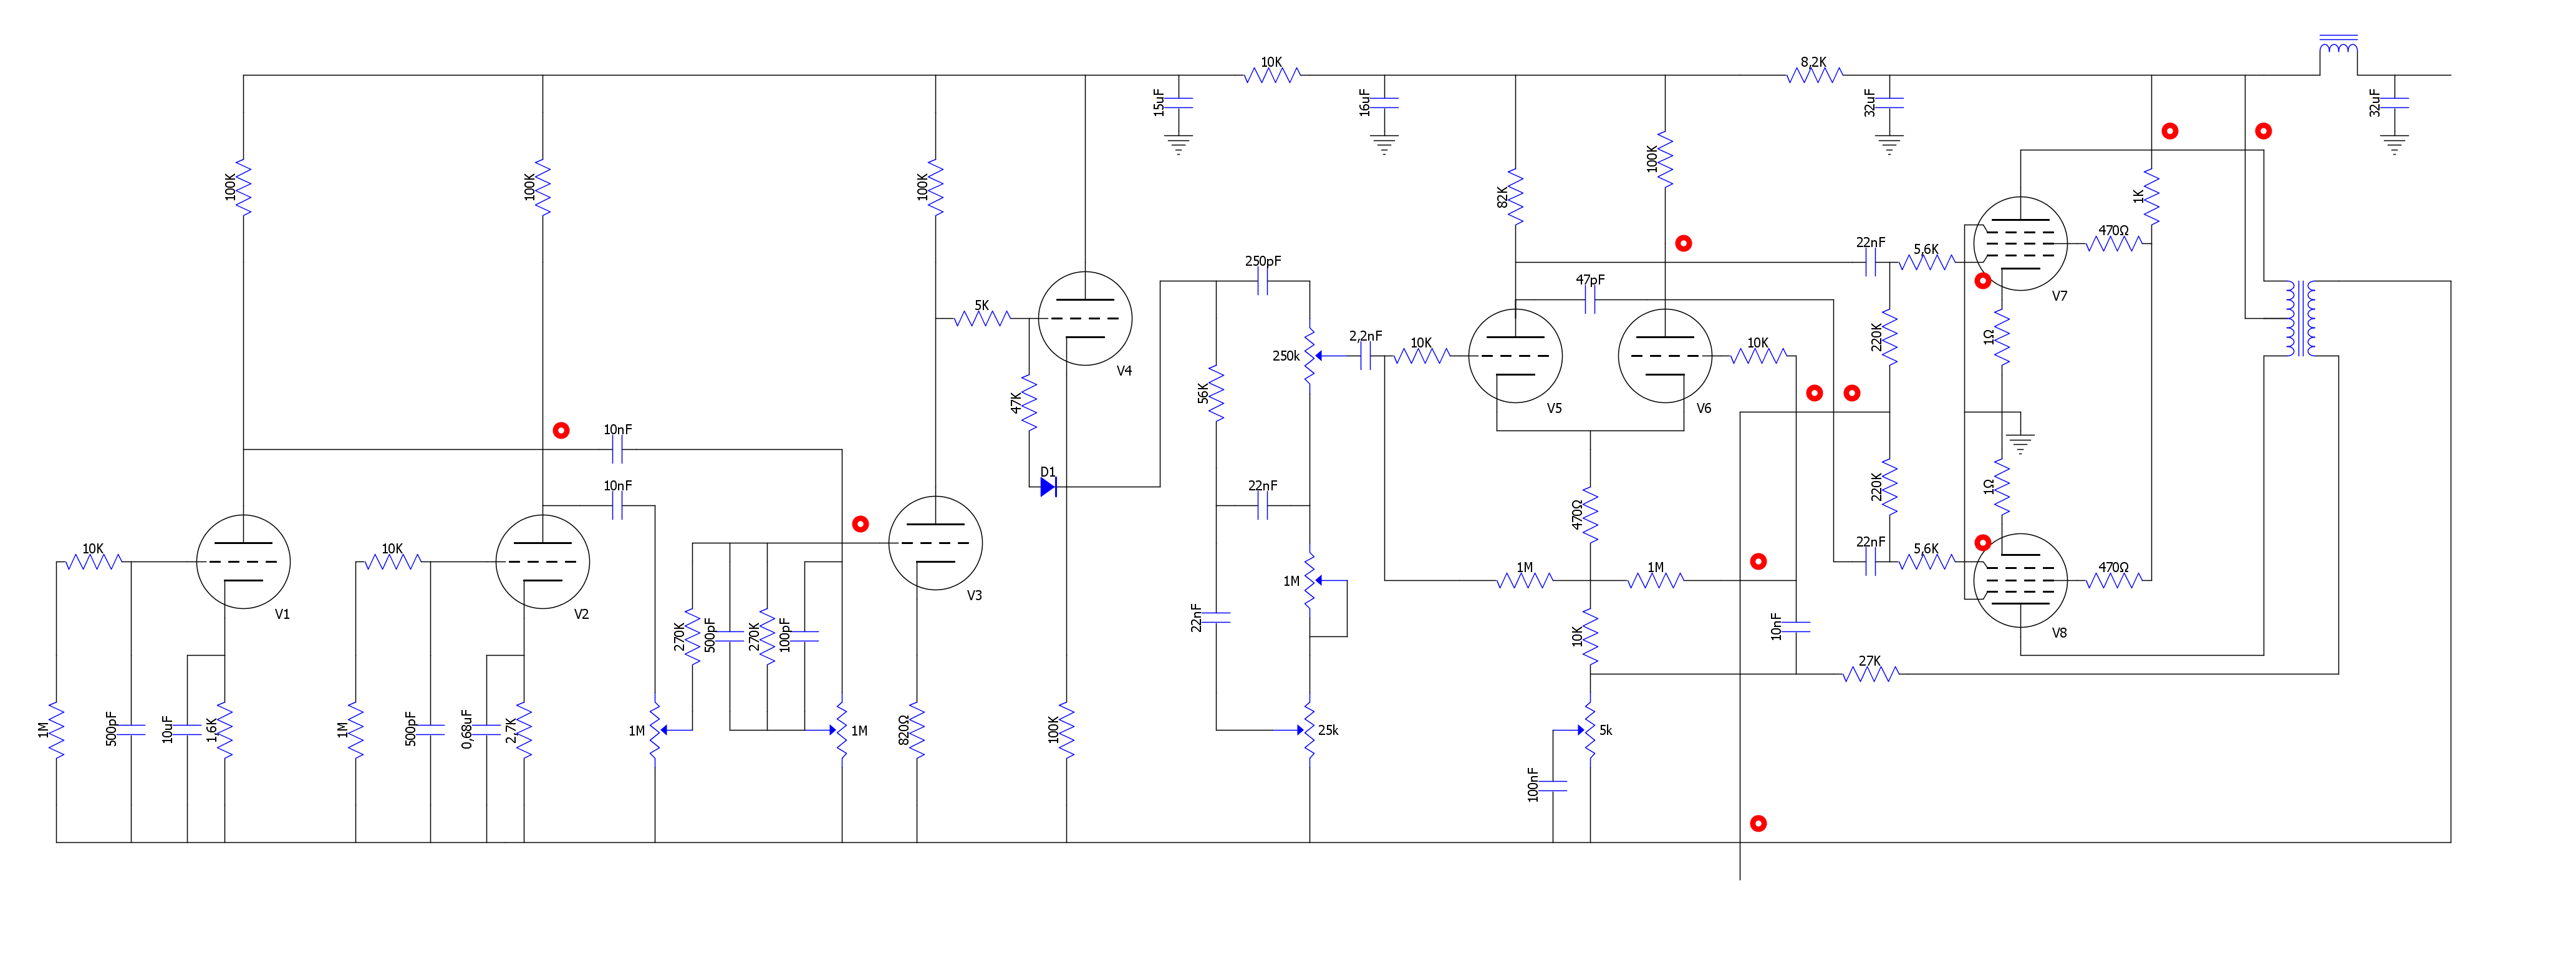 10K
8,2K
15uF
16uF
32uF
32uF
100K
100K
100K
82K
100K
1K
22nF
5,6K
470Ω
250pF
47pF
V7
5K
V4
47K
250k
2,2nF
10K
10K
56K
220K
1Ω
V5
V6
10nF
D1
10nF
22nF
470Ω
220K
1Ω
10K
10K
22nF
5,6K
470Ω
V1
V2
V3
1M
1M
1M
22nF
270K
500pF
270K
100pF
10K
10nF
V8
27K
1M
500pF
10uF
1,6K
1M
500pF
0,68uF
2,7K
1M
1M
820Ω
100K
25k
5k
100nF